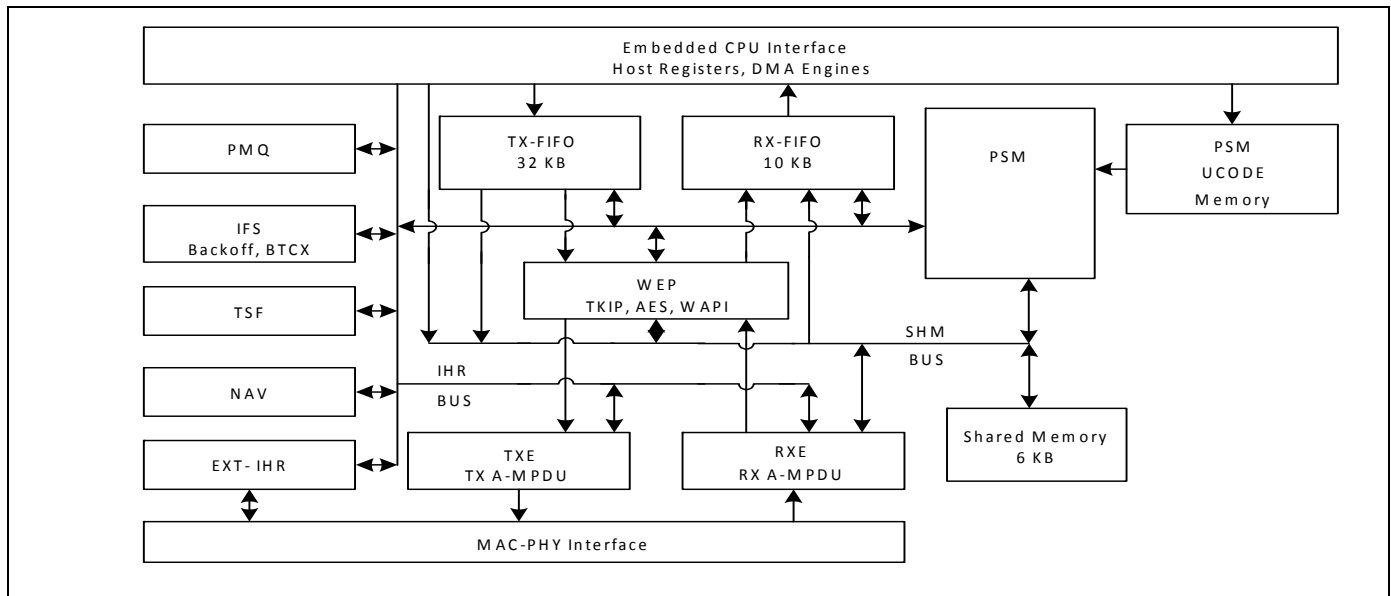 Embedded CPU Interface
Host Registers, DMA Engines
PMQ
TX-FIFO
32 KB
RX-FIFO
10 KB
PSM
PSM
UCODE
Memory
IFS
Backoff, BTCX
WEP
TKIP, AES, WAPI
TSF
SHM
BUS
IHR
BUS
NAV
Shared Memory
6 KB
EXT- IHR
TXE
TX A-MPDU
RXE
RX A-MPDU
MAC-PHY Interface